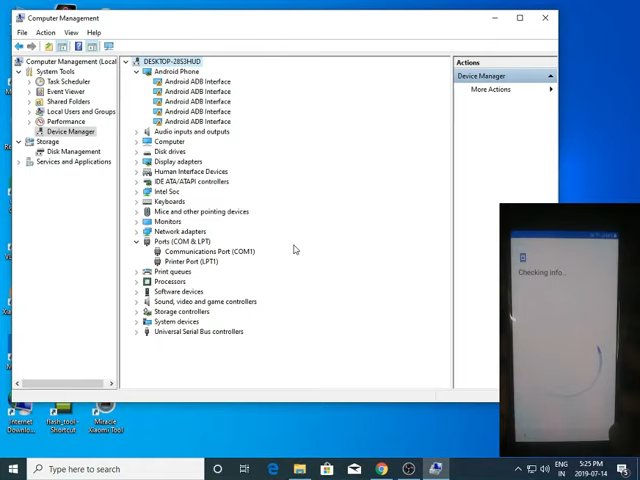 Computer Management
File Action View Help
Computer Management (Local
System Tools
Task Scheduler
Event Viewer
Shared Folders
Local Users and Groups
Performance
Device Manager
Storage
Disk Management
Services and Applications
DESKTOP-28S3HUD
Android Phone
Android ADB Interface
Android ADB Interface
Android ADB Interface
Android ADB Interface
Android ADB Interface
Audio inputs and outputs
Computer
Disk drives
Display adapters
Human Interface Devices
IDE ATA/ATAPI controllers
Intel Soc
Keyboards
Mice and other pointing devices
Monitors
Network adapters
Ports (COM & LPT)
Communications Port (COM1)
Printer Port (LPT1)
Print queues
Processors
Software devices
Sound, video and game controllers
Storage controllers
System devices
Universal Serial Bus controllers
Actions
Device Manager
More Actions
Checking info...
Internet
Downlo...
flash_tool -
Shortcut
Miracle
Xiaomi Tool
Type here to search
ENG
IN
5:25 PM
2019-07-14